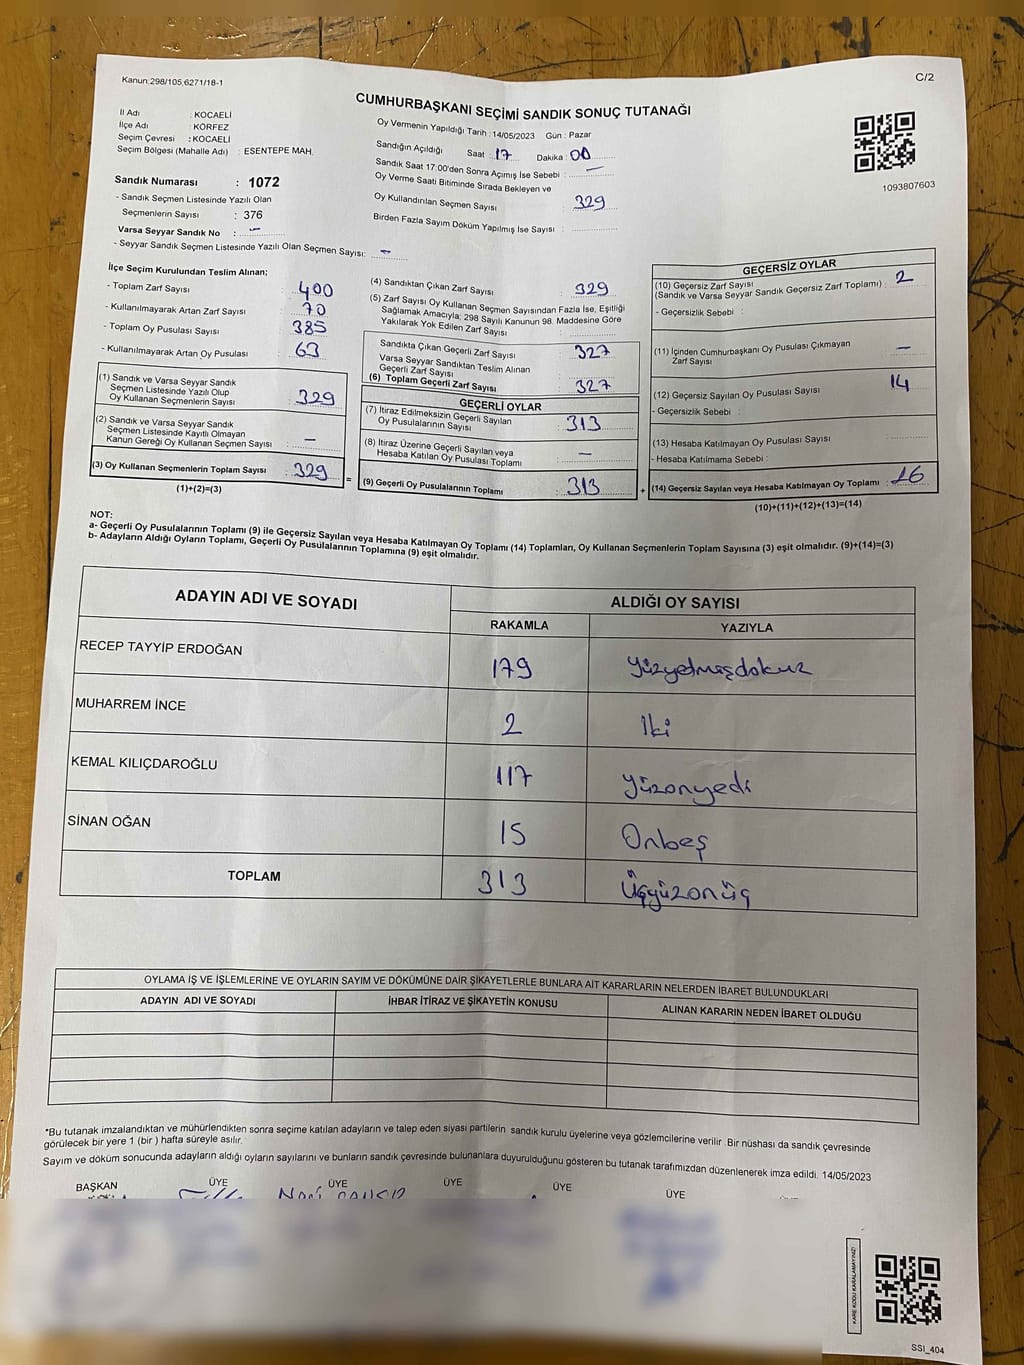 Kanun;298/105,6271/18-1
C/2
CUMHURBAŞKANI SEÇİMİ SANDIK SONUÇ TUTANAĞI
İl Adı : KOCAELİ
İlçe Adı : KÖRFEZ
Seçim Çevresi : KOCAELİ
Seçim Bölgesi (Mahalle Adı) : ESENTEPE MAH.
Sandık Numarası : 1072
- Sandık Seçmen Listesinde Yazılı Olan
Seçmenlerin Sayısı : 376
Varsa Seyyar Sandık No : –
- Seyyar Sandık Seçmen Listesinde Yazılı Olan Seçmen Sayısı: –
Oy Vermenin Yapıldığı Tarih :14/05/2023 Gün : Pazar
Sandığın Açıldığı Saat : 17 Dakika : 00
Sandık Saat 17:00'den Sonra Açımış İse Sebebi : –
Oy Verme Saati Bitiminde Sırada Bekleyen ve
Oy Kullandırılan Seçmen Sayısı : 329
Birden Fazla Sayım Döküm Yapılmış İse Sayısı :
1093807603
İlçe Seçim Kurulundan Teslim Alınan;
- Toplam Zarf Sayısı : 400
- Kullanılmayarak Artan Zarf Sayısı : 70
- Toplam Oy Pusulası Sayısı : 385
- Kullanılmayarak Artan Oy Pusulası : 63
(1) Sandık ve Varsa Seyyar Sandık
Seçmen Listesinde Yazılı Olup
Oy Kullanan Seçmenlerin Sayısı : 329
(2) Sandık ve Varsa Seyyar Sandık
Seçmen Listesinde Kayıtlı Olmayan
Kanun Gereği Oy Kullanan Seçmen Sayısı : –
(3) Oy Kullanan Seçmenlerin Toplam Sayısı : 329
(1)+(2)=(3)
=
(4) Sandıktan Çıkan Zarf Sayısı : 329
(5) Zarf Sayısı Oy Kullanan Seçmen Sayısından Fazla İse, Eşitliği
Sağlamak Amacıyla; 298 Sayılı Kanunun 98. Maddesine Göre
Yakılarak Yok Edilen Zarf Sayısı :
Sandıkta Çıkan Geçerli Zarf Sayısı : 327
Varsa Seyyar Sandıktan Teslim Alınan
Geçerli Zarf Sayısı :
(6) Toplam Geçerli Zarf Sayısı : 327
GEÇERLİ OYLAR
(7) İtiraz Edilmeksizin Geçerli Sayılan
Oy Pusulalarının Sayısı : 313
(8) İtiraz Üzerine Geçerli Sayılan veya
Hesaba Katılan Oy Pusulası Toplamı : –
(9) Geçerli Oy Pusulalarının Toplamı : 313
+
GEÇERSİZ OYLAR
(10) Geçersiz Zarf Sayısı
(Sandık ve Varsa Seyyar Sandık Geçersiz Zarf Toplamı) : 2
- Geçersizlik Sebebi :
(11) İçinden Cumhurbaşkanı Oy Pusulası Çıkmayan
Zarf Sayısı : –
(12) Geçersiz Sayılan Oy Pusulası Sayısı : 14
- Geçersizlik Sebebi :
(13) Hesaba Katılmayan Oy Pusulası Sayısı :
- Hesaba Katılmama Sebebi :
(14) Geçersiz Sayılan veya Hesaba Katılmayan Oy Toplamı : 16
(10)+(11)+(12)+(13)=(14)
NOT:
a- Geçerli Oy Pusulalarının Toplamı (9) ile Geçersiz Sayılan veya Hesaba Katılmayan Oy Toplamı (14) Toplamları, Oy Kullanan Seçmenlerin Toplam Sayısına (3) eşit olmalıdır. (9)+(14)=(3)
b- Adayların Aldığı Oyların Toplamı, Geçerli Oy Pusulalarının Toplamına (9) eşit olmalıdır.
ADAYIN ADI VE SOYADI
ALDIĞI OY SAYISI
RAKAMLA
YAZIYLA
RECEP TAYYİP ERDOĞAN 179 Yüzyetmişdokuz
MUHARREM İNCE 2 İki
KEMAL KILIÇDAROĞLU 117 Yüzonyedi
SİNAN OĞAN 15 Onbeş
TOPLAM 313 Üçyüzonüç
OYLAMA İŞ VE İŞLEMLERİNE VE OYLARIN SAYIM VE DÖKÜMÜNE DAİR ŞİKAYETLERLE BUNLARA AİT KARARLARIN NELERDEN İBARET BULUNDUKLARI
ADAYIN ADI VE SOYADI
İHBAR İTİRAZ VE ŞİKAYETİN KONUSU
ALINAN KARARIN NEDEN İBARET OLDUĞU
*Bu tutanak imzalandıktan ve mühürlendikten sonra seçime katılan adayların ve talep eden siyası partilerin sandık kurulu üyelerine veya gözlemcilerine verilir. Bir nüshası da sandık çevresinde
görülecek bir yere 1 (bir ) hafta süreyle asılır.
Sayım ve döküm sonucunda adayların aldığı oyların sayılarını ve bunların sandık çevresinde bulunanlara duyurulduğunu gösteren bu tutanak tarafımızdan düzenlenerek imza edildi. 14/05/2023
BAŞKAN ÜYE ÜYE ÜYE ÜYE ÜYE ÜYE
KARE KODU KARALAMAYINIZ!
SSI_404